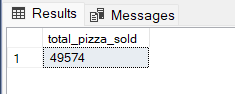 Results Messages
total_pizza_sold
1 49574